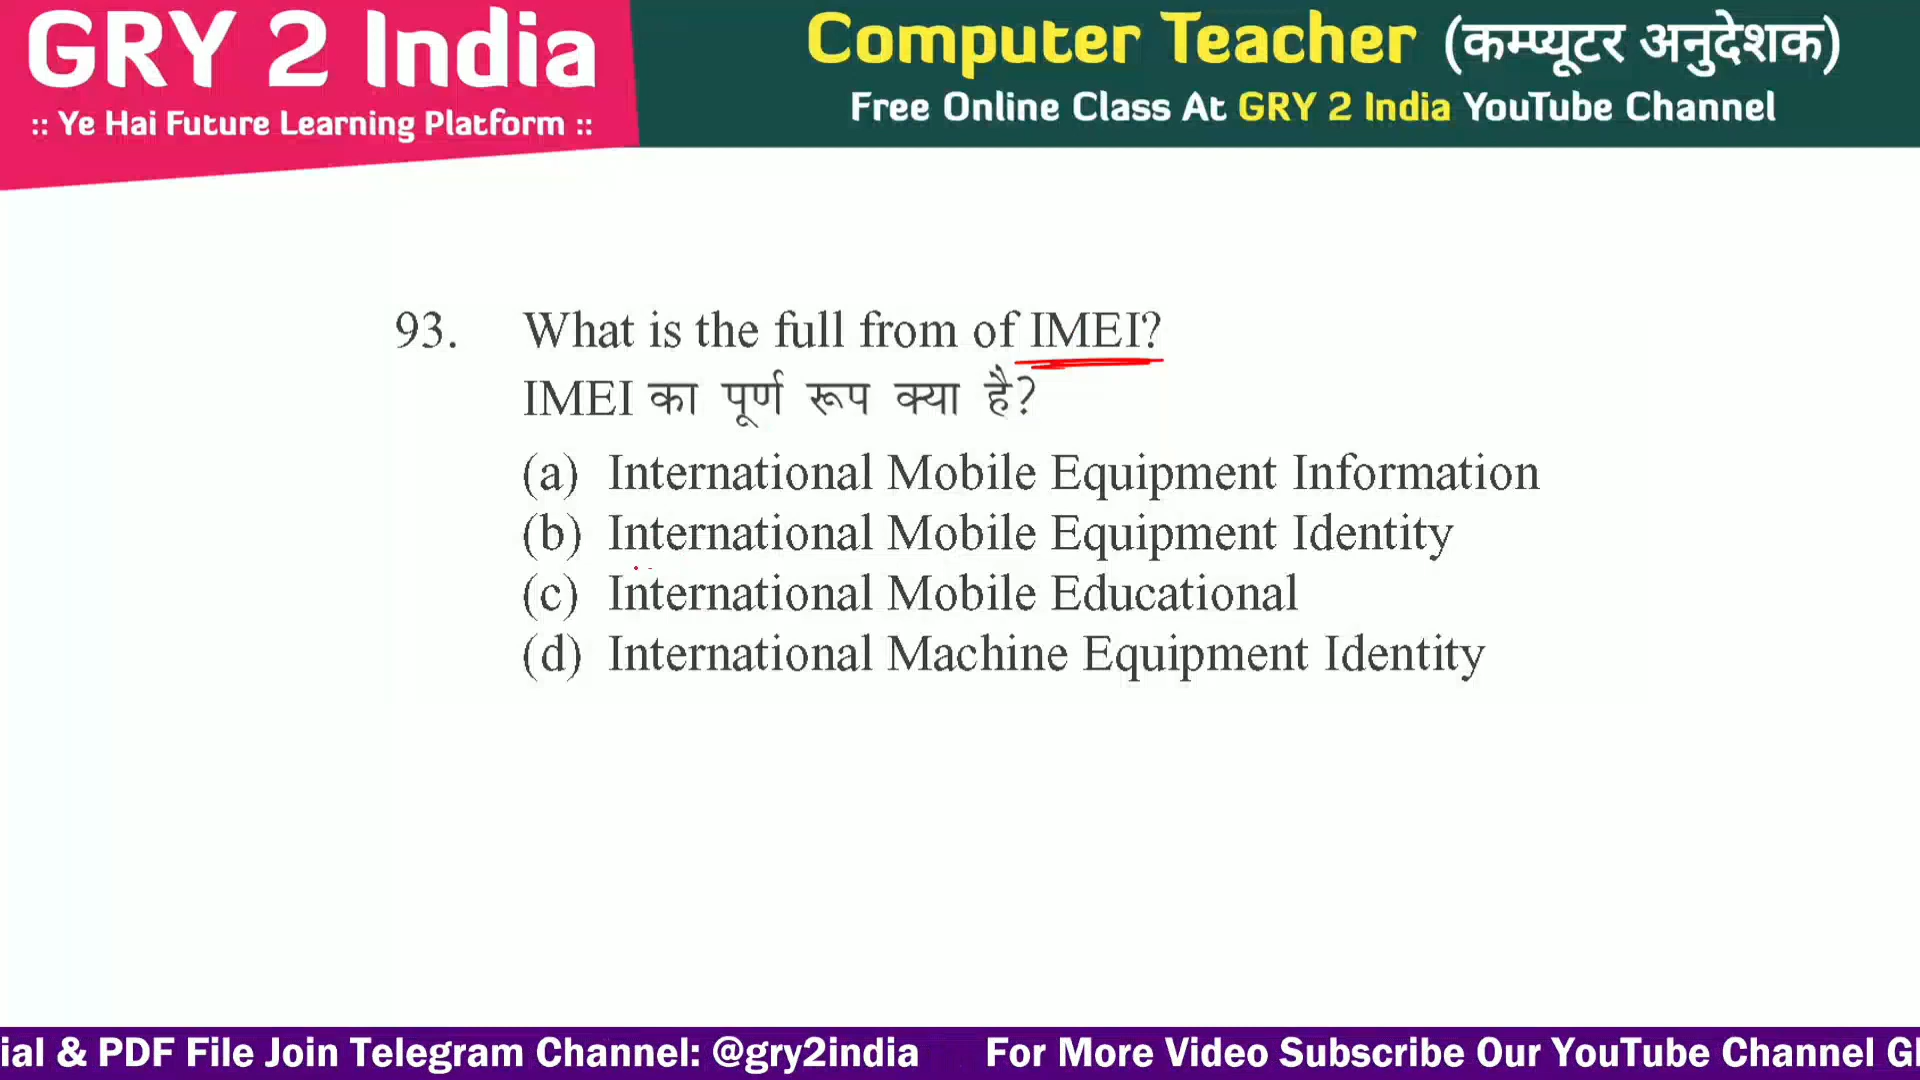 GRY 2 India
:: Ye Hai Future Learning Platform ::
Computer Teacher (कम्प्यूटर अनुदेशक)
Free Online Class At GRY 2 India YouTube Channel
93. What is the full from of IMEI?
IMEI का पूर्ण रूप क्या है?
(a) International Mobile Equipment Information
(b) International Mobile Equipment Identity
(c) International Mobile Educational
(d) International Machine Equipment Identity
ial & PDF File Join Telegram Channel: @gry2india For More Video Subscribe Our YouTube Channel